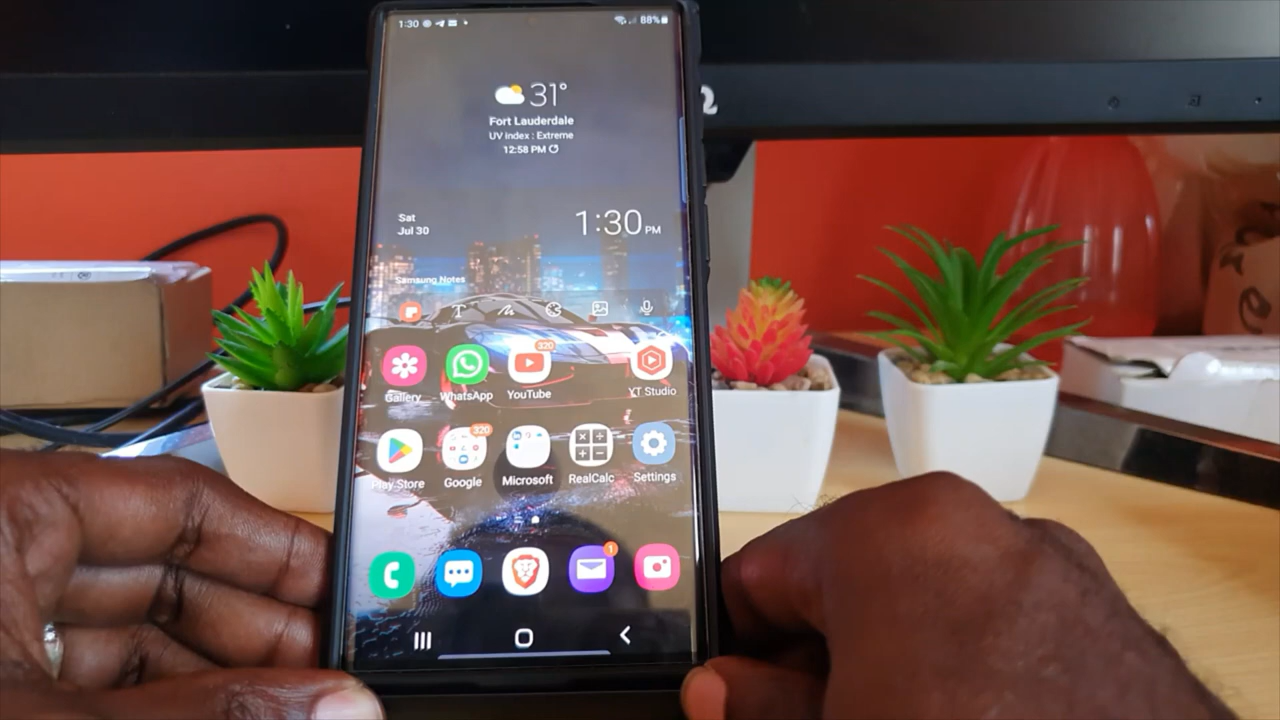 1:30
88%
31°
Fort Lauderdale
UV index : Extreme
12:58 PM
Sat
Jul 30
1:30 PM
Samsung Notes
320
Gallery WhatsApp YouTube YT Studio
320
Play Store Google Microsoft RealCalc Settings
1